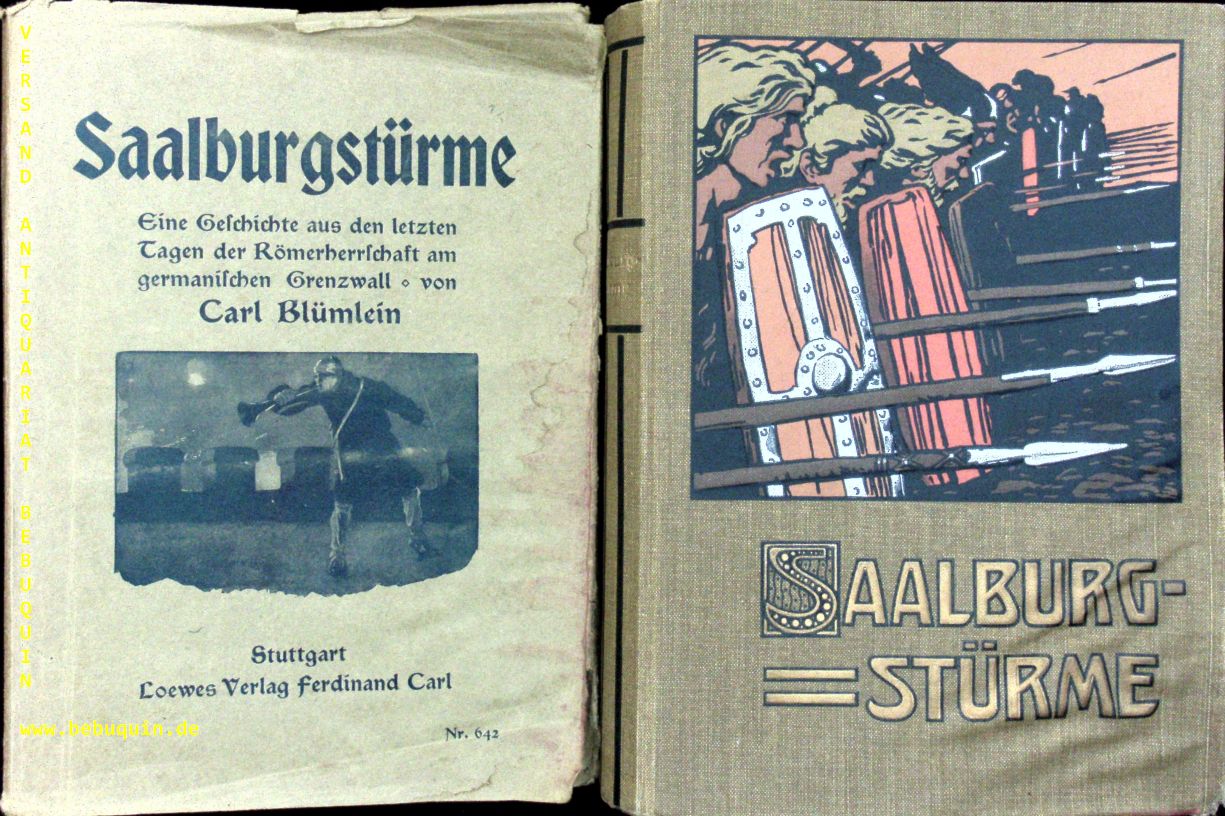 VERSAND ANTIQUARIAT BEBUQUIN
www.bebuquin.de
Saalburgstürme
Eine Geſchichte aus den letzten
Tagen der Römerherrſchaft am
germaniſchen Grenzwall ⋄ von
Carl Blümlein
Stuttgart
Loewes Verlag Ferdinand Carl
Nr. 642
SAALBURG-
=STÜRME